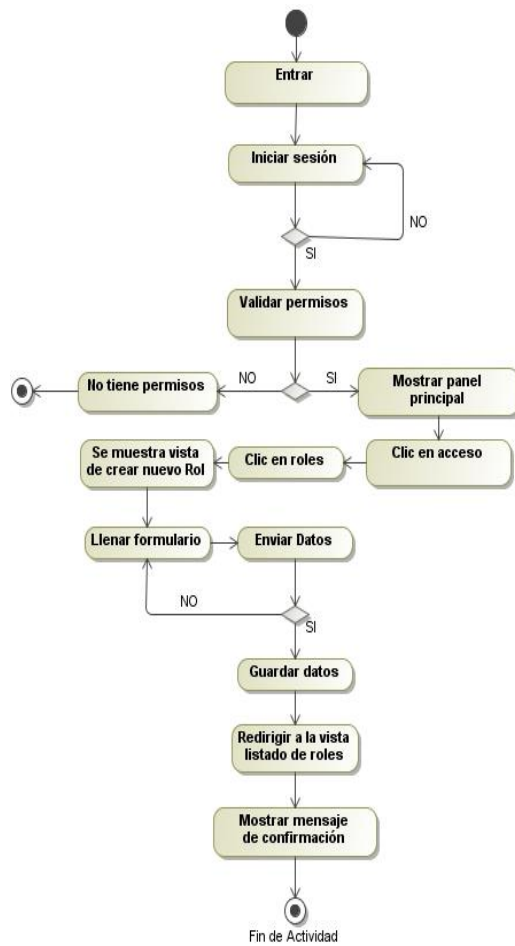 Entrar
Iniciar sesión
NO
SI
Validar permisos
No tiene permisos
NO
SI
Mostrar panel
principal
Se muestra vista
de crear nuevo Rol
Clic en roles
Clic en acceso
Llenar formulario
Enviar Datos
NO
SI
Guardar datos
Redirigir a la vista
listado de roles
Mostrar mensaje
de confirmación
Fin de Actividad